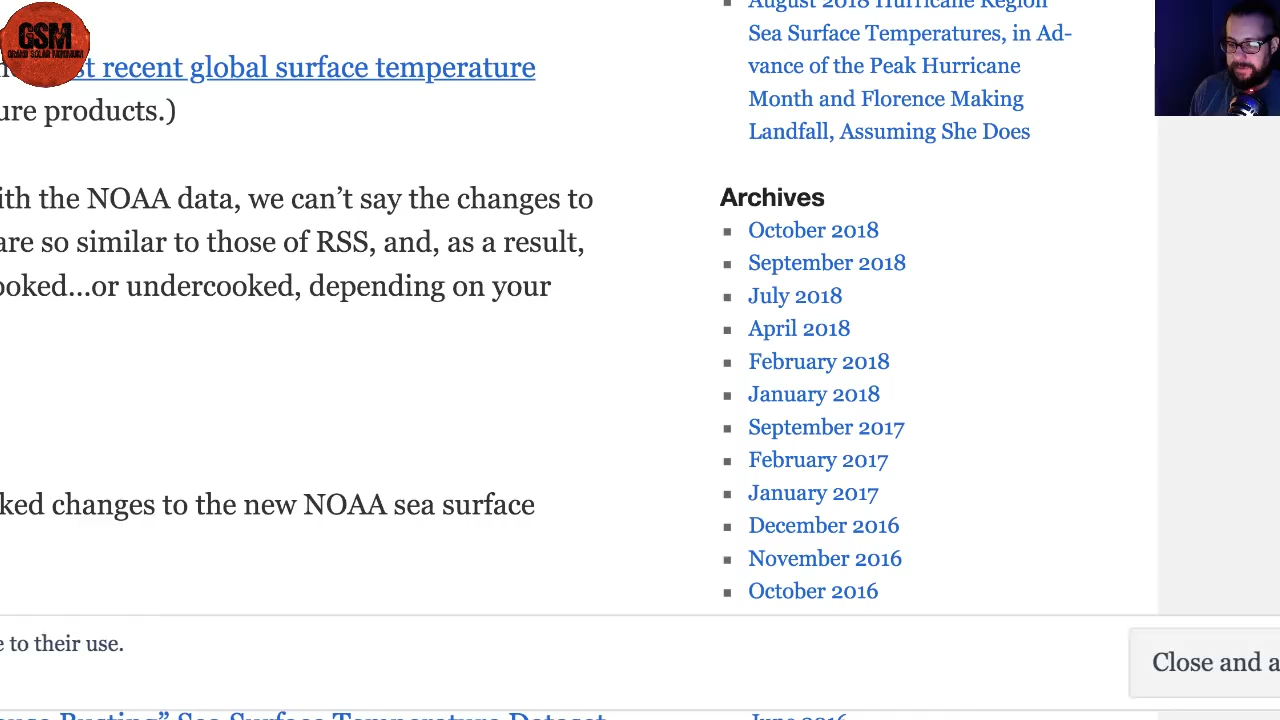 GSM
GRAND SOLAR MINIMUM
st recent global surface temperature
ure products.)
ith the NOAA data, we can’t say the changes to
are so similar to those of RSS, and, as a result,
ooked...or undercooked, depending on your
ked changes to the new NOAA sea surface
August 2018 Hurricane Region
Sea Surface Temperatures, in Ad-
vance of the Peak Hurricane
Month and Florence Making
Landfall, Assuming She Does
Archives
October 2018
September 2018
July 2018
April 2018
February 2018
January 2018
September 2017
February 2017
January 2017
December 2016
November 2016
October 2016
e to their use.
Close and a
Busting” Sea Surface Temperature Dataset
June 2016